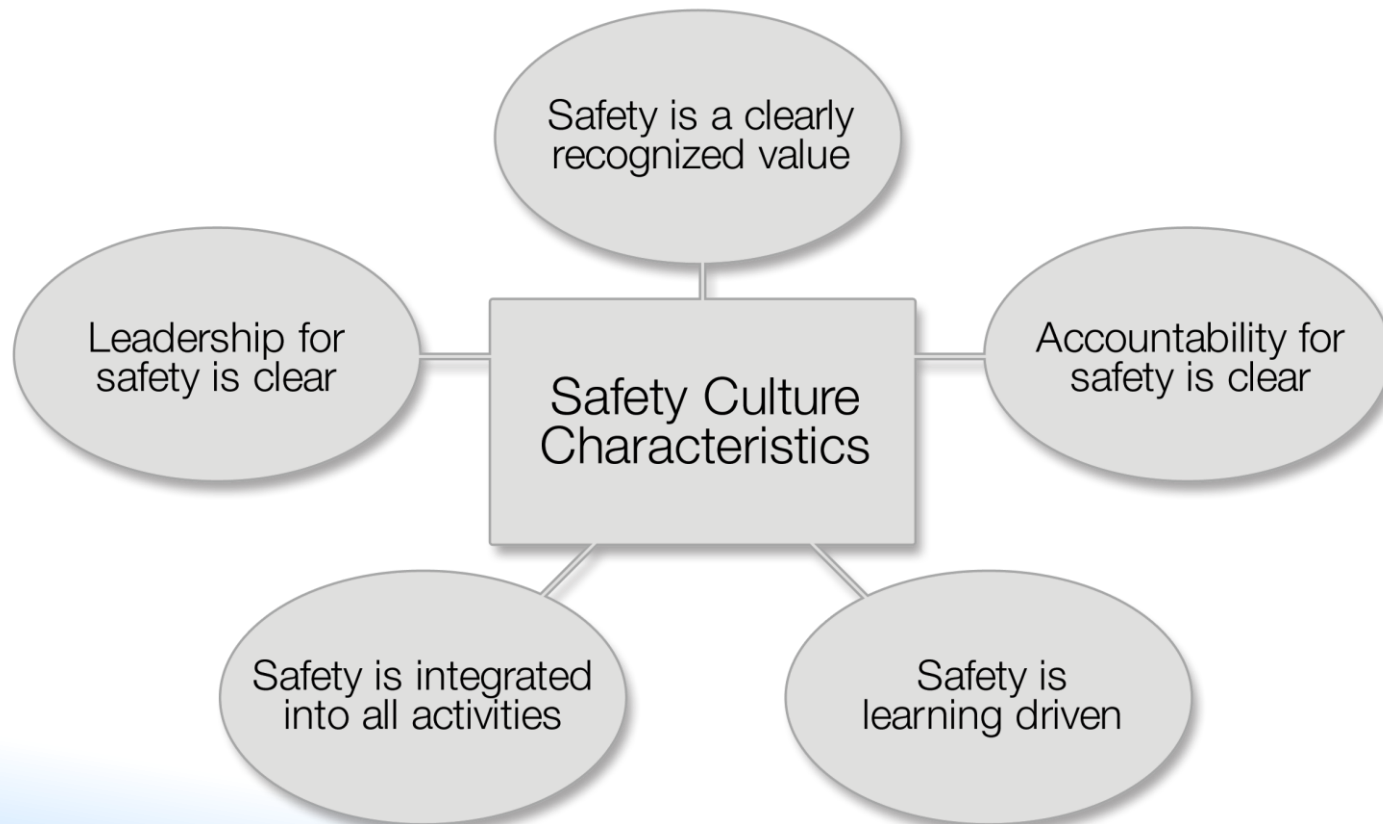 Safety is a clearly
recognized value
Leadership for
safety is clear
Accountability for
safety is clear
Safety Culture
Characteristics
Safety is integrated
into all activities
Safety is
learning driven